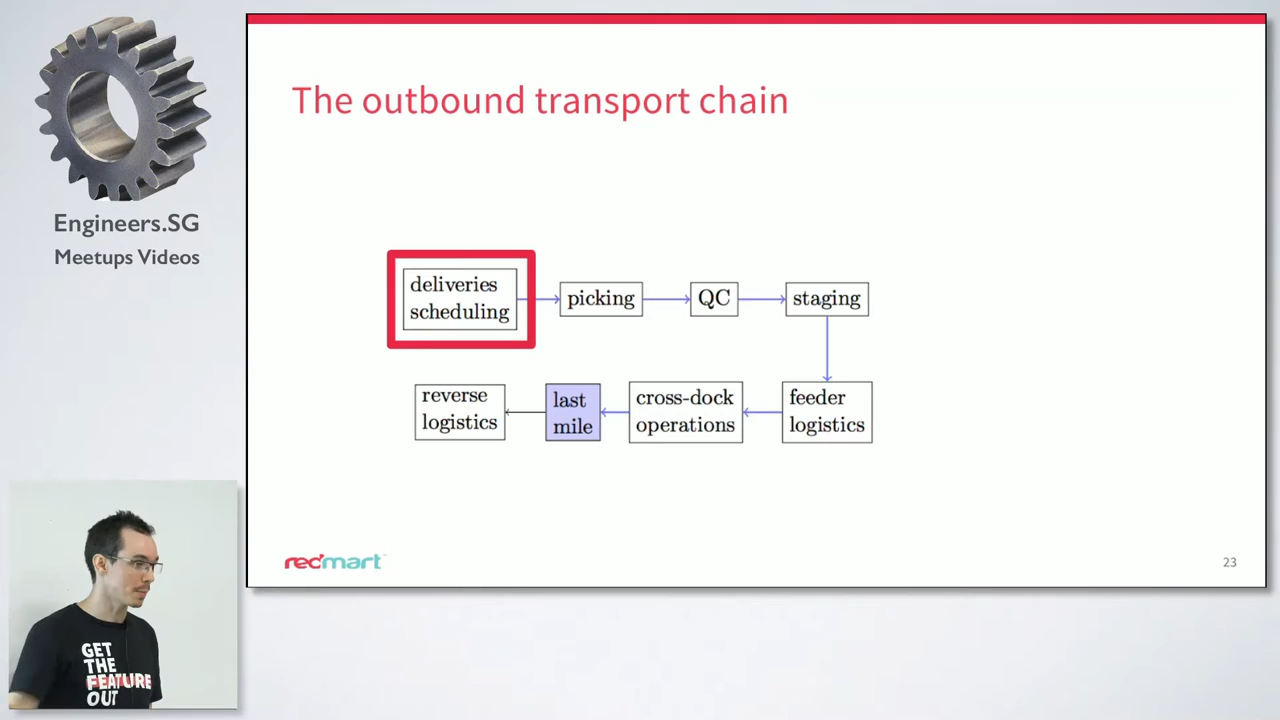 Engineers.SG
Meetups Videos
The outbound transport chain
deliveries
scheduling
picking
QC
staging
reverse
logistics
last
mile
cross-dock
operations
feeder
logistics
redmart
23
GET
THE
FEATURE
OUT